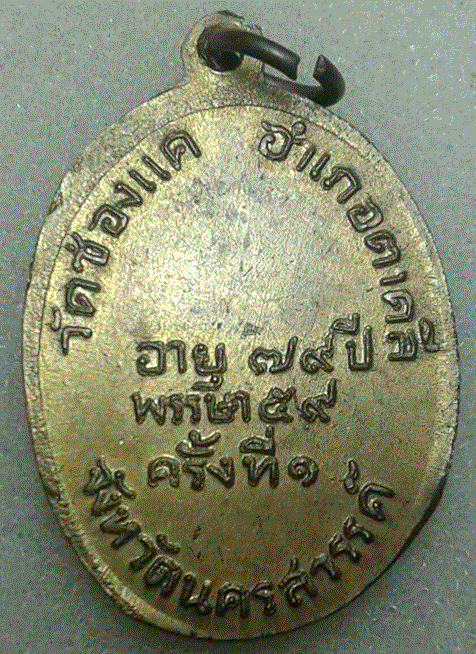 วัดช่องแค อำเภอตาคลี
อายุ ๗๙ ปี
พรรษา ๕๙
ครั้งที่ ๑
จังหวัดนครสวรรค์